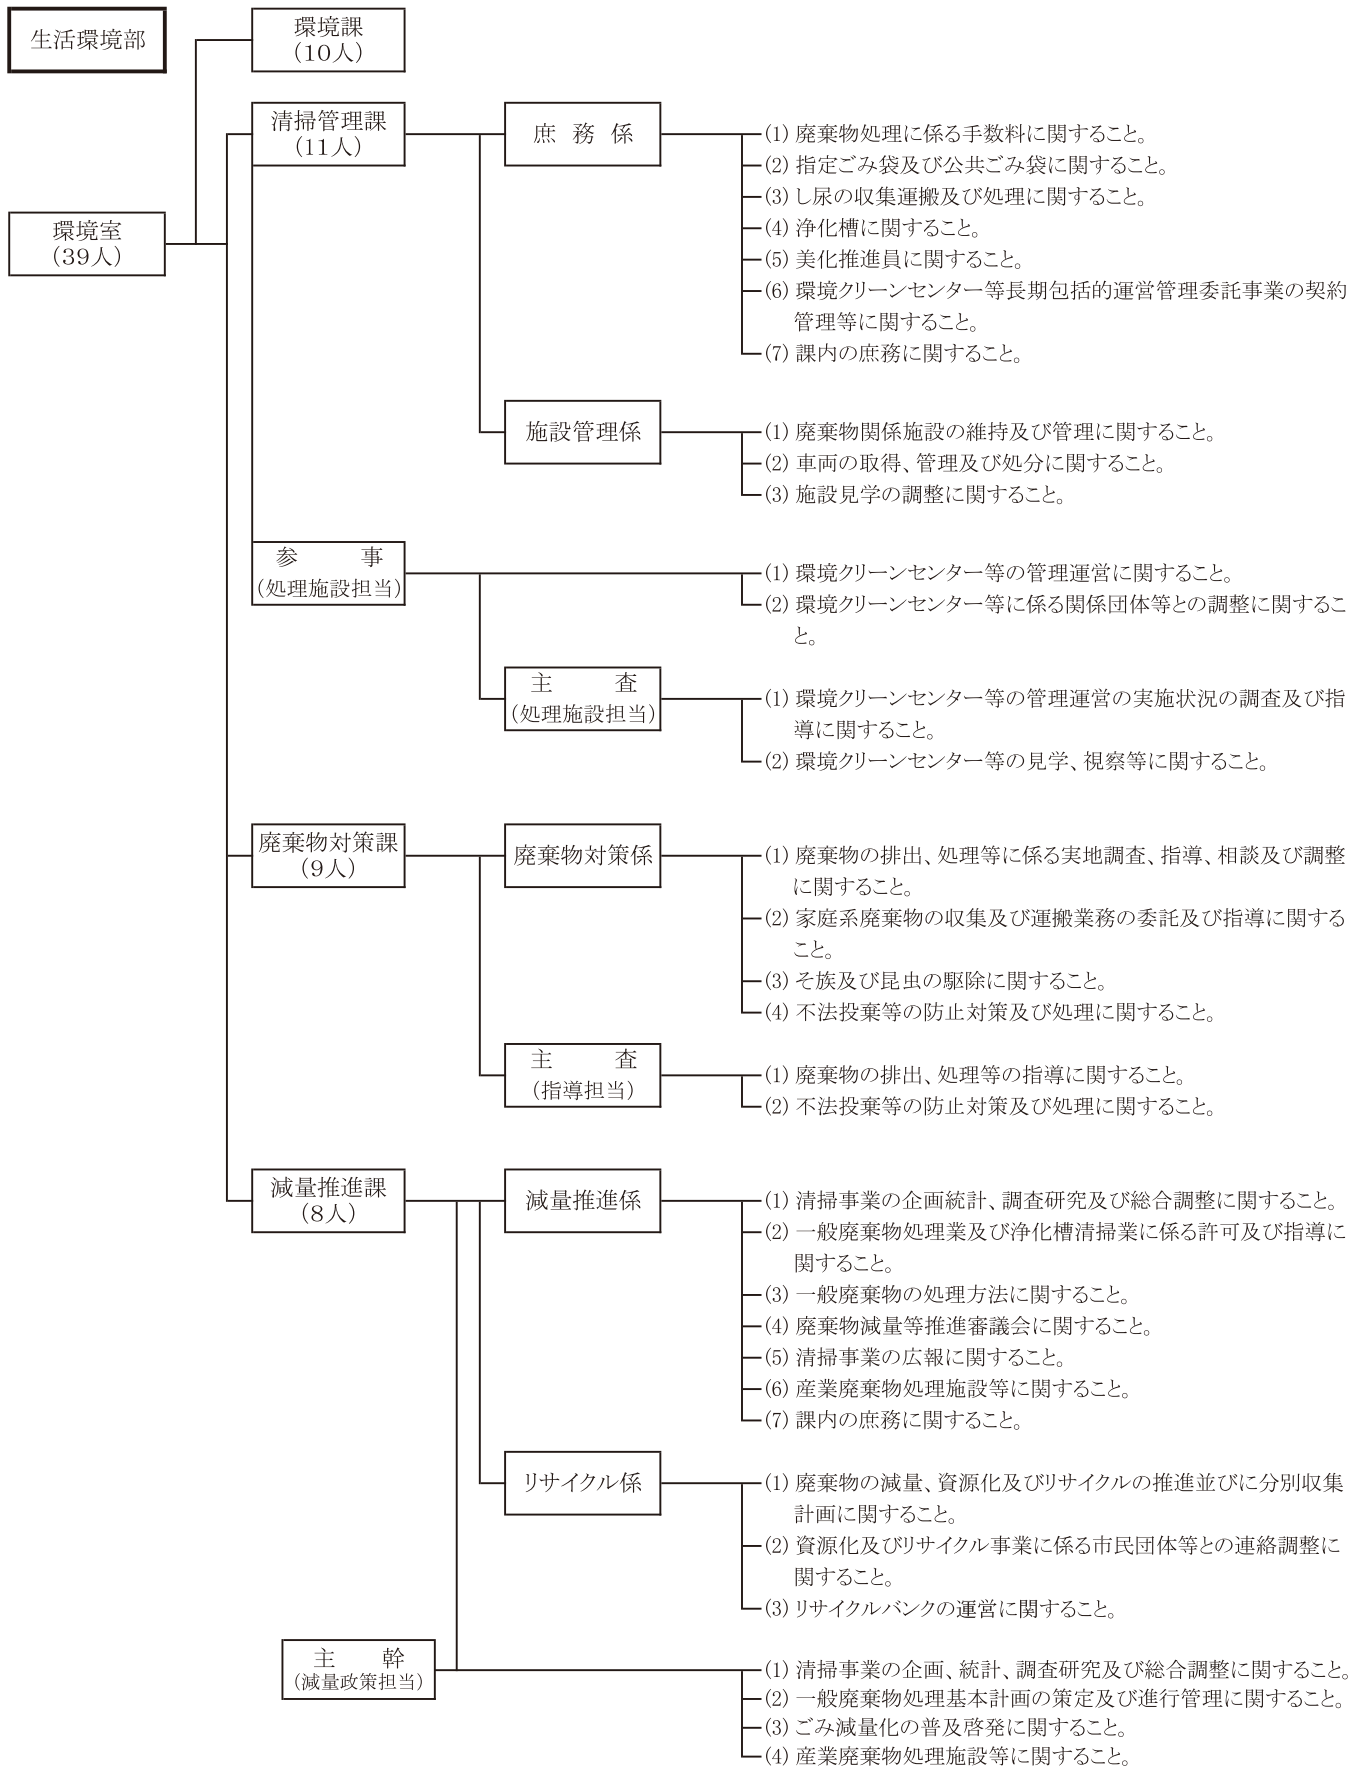 生活環境部
環境課
（10人）
清掃管理課
（11人）
環境室
（39人）
庶務係
(1) 廃棄物処理に係る手数料に関すること。
(2) 指定ごみ袋及び公共ごみ袋に関すること。
(3) し尿の収集運搬及び処理に関すること。
(4) 浄化槽に関すること。
(5) 美化推進員に関すること。
(6) 環境クリーンセンター等長期包括的運営管理委託事業の契約
管理等に関すること。
(7) 課内の庶務に関すること。
施設管理係
(1) 廃棄物関係施設の維持及び管理に関すること。
(2) 車両の取得、管理及び処分に関すること。
(3) 施設見学の調整に関すること。
参事
（処理施設担当）
(1) 環境クリーンセンター等の管理運営に関すること。
(2) 環境クリーンセンター等に係る関係団体等との調整に関するこ
と。
主査
（処理施設担当）
(1) 環境クリーンセンター等の管理運営の実施状況の調査及び指
導に関すること。
(2) 環境クリーンセンター等の見学、視察等に関すること。
廃棄物対策課
（9人）
廃棄物対策係
(1) 廃棄物の排出、処理等に係る実地調査、指導、相談及び調整
に関すること。
(2) 家庭系廃棄物の収集及び運搬業務の委託及び指導に関する
こと。
(3) そ族及び昆虫の駆除に関すること。
(4) 不法投棄等の防止対策及び処理に関すること。
主査
（指導担当）
(1) 廃棄物の排出、処理等の指導に関すること。
(2) 不法投棄等の防止対策及び処理に関すること。
減量推進課
（8人）
減量推進係
(1) 清掃事業の企画統計、調査研究及び総合調整に関すること。
(2) 一般廃棄物処理業及び浄化槽清掃業に係る許可及び指導に
関すること。
(3) 一般廃棄物の処理方法に関すること。
(4) 廃棄物減量等推進審議会に関すること。
(5) 清掃事業の広報に関すること。
(6) 産業廃棄物処理施設等に関すること。
(7) 課内の庶務に関すること。
リサイクル係
(1) 廃棄物の減量、資源化及びリサイクルの推進並びに分別収集
計画に関すること。
(2) 資源化及びリサイクル事業に係る市民団体等との連絡調整に
関すること。
(3) リサイクルバンクの運営に関すること。
主幹
（減量政策担当）
(1) 清掃事業の企画、統計、調査研究及び総合調整に関すること。
(2) 一般廃棄物処理基本計画の策定及び進行管理に関すること。
(3) ごみ減量化の普及啓発に関すること。
(4) 産業廃棄物処理施設等に関すること。